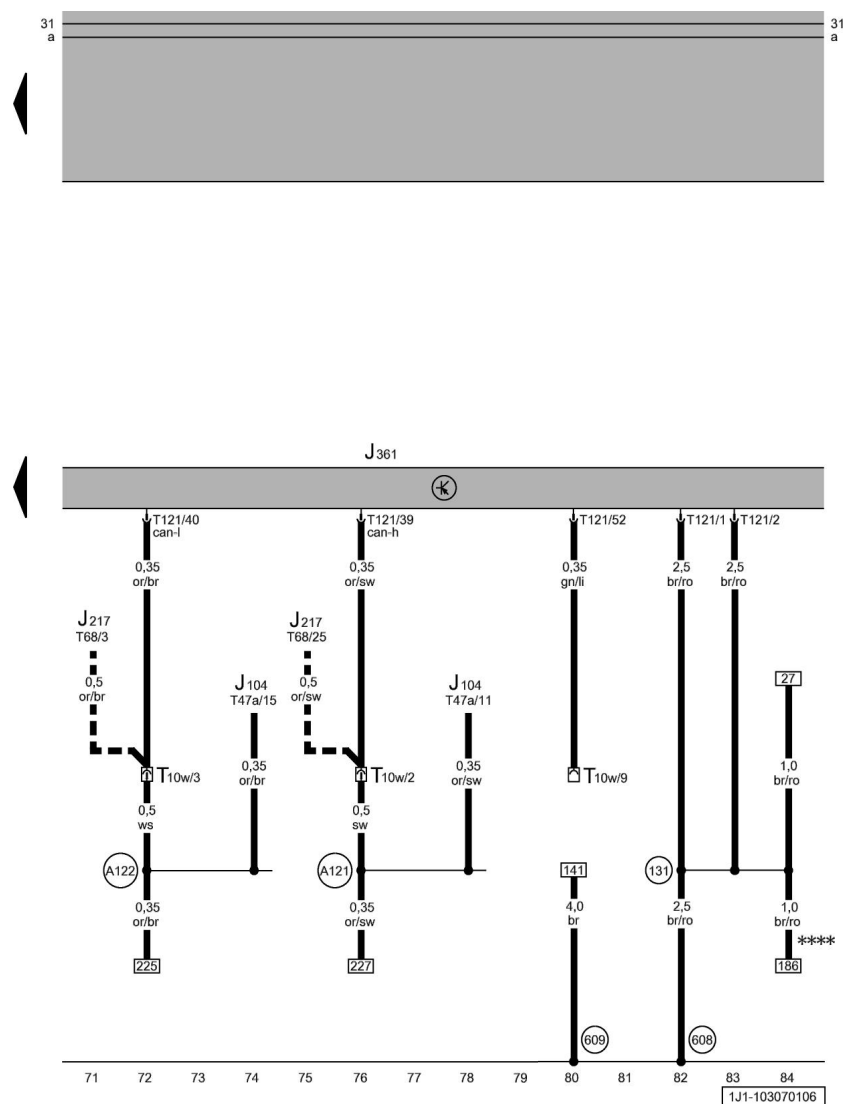 31 31
a a
J361
T121/40 T121/39 T121/52 T121/1 T121/2
can-l can-h
0,35 0,35 0,35 2,5 2,5
or/br or/sw gn/li br/ro br/ro
J217 J217
T68/3 T68/25
0,5 0,5
or/br or/sw
J104 J104
T47a/15 T47a/11
27
0,35 0,35
or/br or/sw
T10w/3 T10w/2 T10w/9
1,0
br/ro
0,5 0,5
ws sw
A122 A121 141 131
0,35 0,35 4,0 2,5 1,0
or/br or/sw br br/ro br/ro
****
225 227 186
609 608
71 72 73 74 75 76 77 78 79 80 81 82 83 84
1J1-103070106